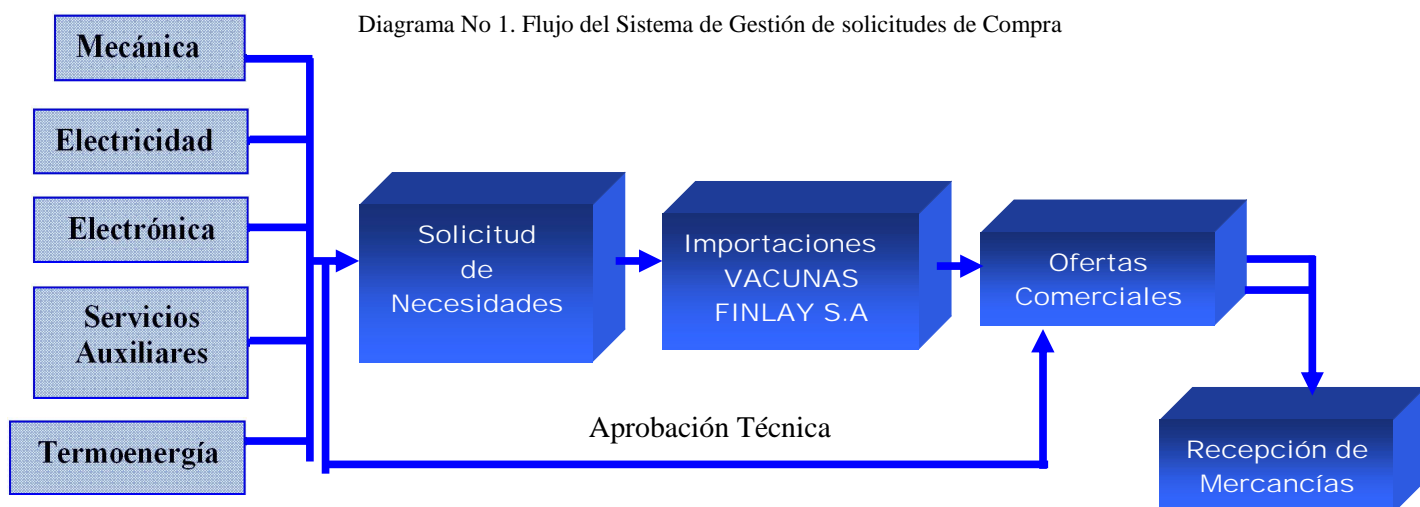 Diagrama No 1. Flujo del Sistema de Gestión de solicitudes de Compra
Mecánica
Electricidad
Electrónica
Servicios
Auxiliares
Termoenergía
Solicitud
de
Necesidades
Importaciones
VACUNAS
FINLAY S.A
Ofertas
Comerciales
Aprobación Técnica
Recepción de
Mercancías